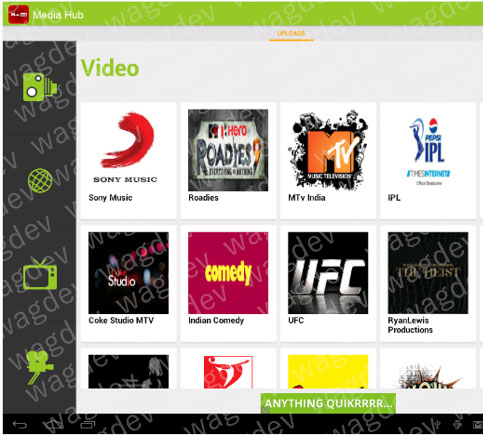 Media Hub
UPLOADS
Video
SONY MUSIC
Hero
ROADIES 9
EVERYTHING OR NOTHING
MTV
MUSIC TELEVISION
PEPSI
IPL
Sony Music
Roadies
MTv India
IPL
Coke
Studio
comedy
UFC
THE HEIST
Coke Studio MTV
Indian Comedy
UFC
RyanLewis
Productions
ANYTHING QUIKRRRR...
wagdev